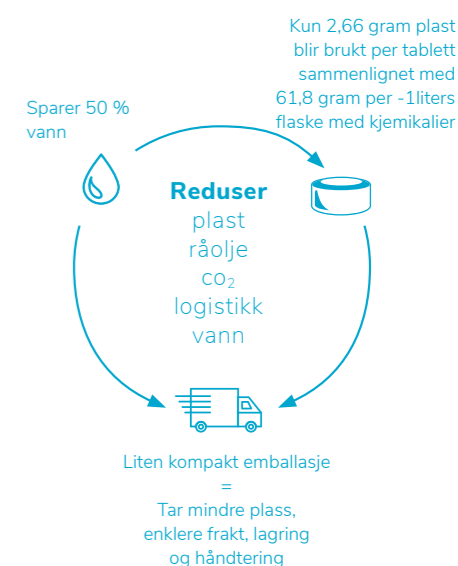 Kun 2,66 gram plast
blir brukt per tablett
sammenlignet med
61,8 gram per -1liters
flaske med kjemikalier
Sparer 50 %
vann
Reduser
plast
råolje
co₂
logistikk
vann
Liten kompakt emballasje
=
Tar mindre plass,
enklere frakt, lagring
og håndtering